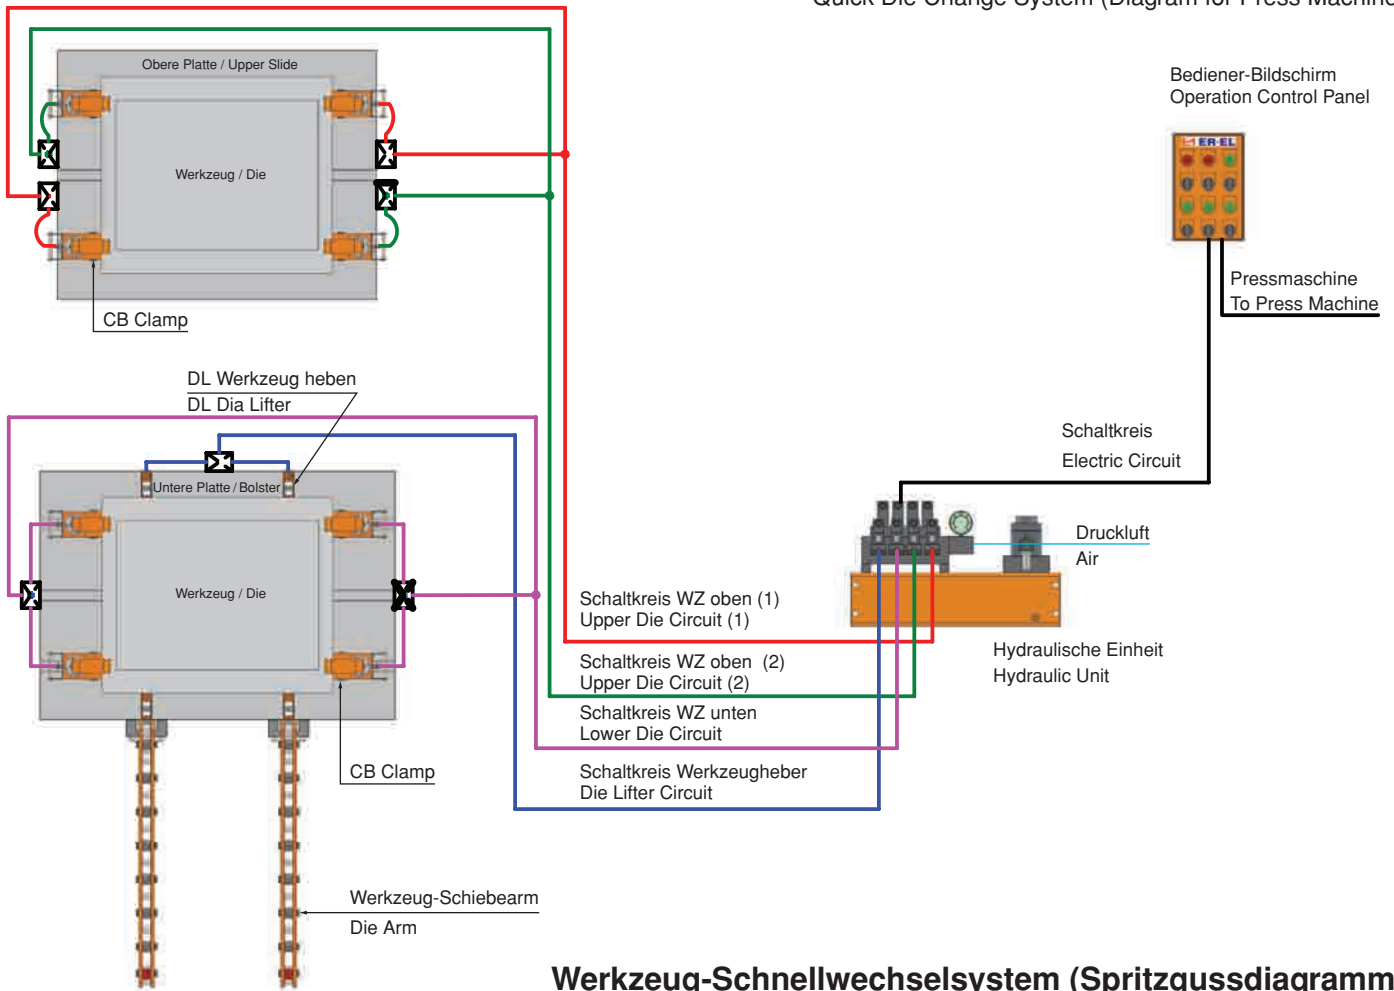 Quick Die Change System (Diagram for Press Machine
Obere Platte / Upper Slide
Werkzeug / Die
CB Clamp
Bediener-Bildschirm
Operation Control Panel
ER-EL
Pressmaschine
To Press Machine
DL Werkzeug heben
DL Dia Lifter
Untere Platte / Bolster
Werkzeug / Die
CB Clamp
Schaltkreis
Electric Circuit
Druckluft
Air
Hydraulische Einheit
Hydraulic Unit
Schaltkreis WZ oben (1)
Upper Die Circuit (1)
Schaltkreis WZ oben (2)
Upper Die Circuit (2)
Schaltkreis WZ unten
Lower Die Circuit
Schaltkreis Werkzeugheber
Die Lifter Circuit
Werkzeug-Schiebearm
Die Arm
Werkzeug-Schnellwechselsystem (Spritzgussdiagramm